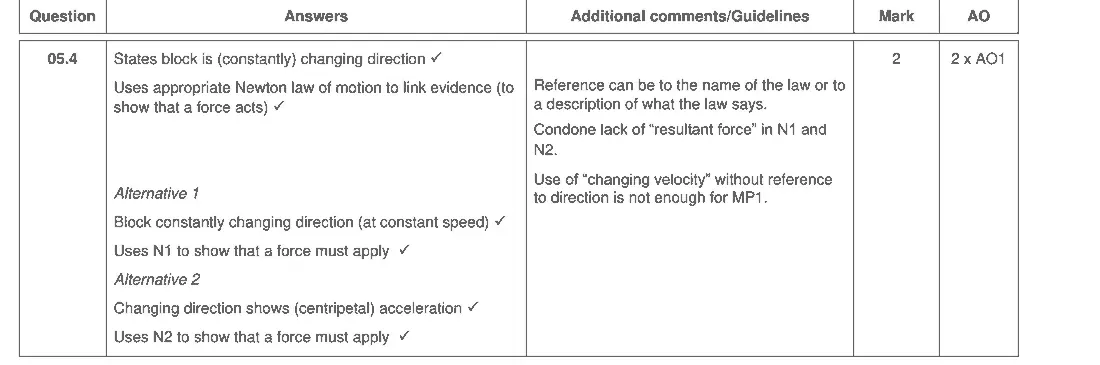 Question Answers Additional comments/Guidelines Mark AO
05.4 States block is (constantly) changing direction ✓ 2 2 x AO1
Uses appropriate Newton law of motion to link evidence (to
show that a force acts) ✓
Reference can be to the name of the law or to
a description of what the law says.
Condone lack of “resultant force” in N1 and
N2.
Use of “changing velocity” without reference
to direction is not enough for MP1.
Alternative 1
Block constantly changing direction (at constant speed) ✓
Uses N1 to show that a force must apply ✓
Alternative 2
Changing direction shows (centripetal) acceleration ✓
Uses N2 to show that a force must apply ✓